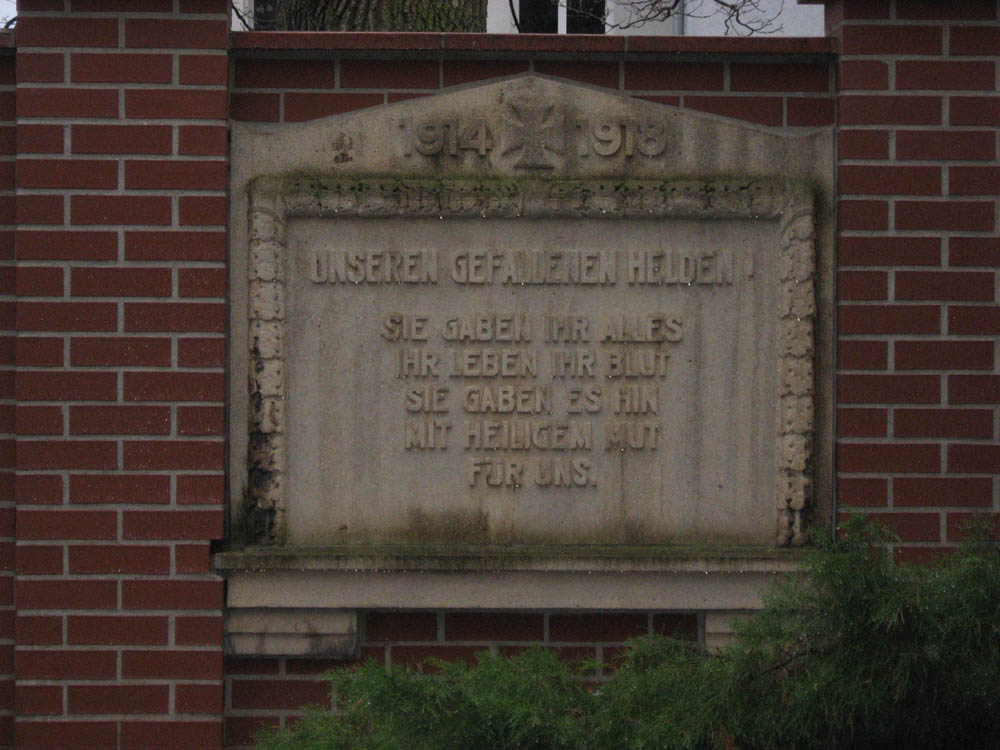 1914 1918
UNSEREN GEFALLENEN HELDEN !
SIE GABEN IHR ALLES
IHR LEBEN IHR BLUT
SIE GABEN ES HIN
MIT HEILIGEM MUT
FÜR UNS.